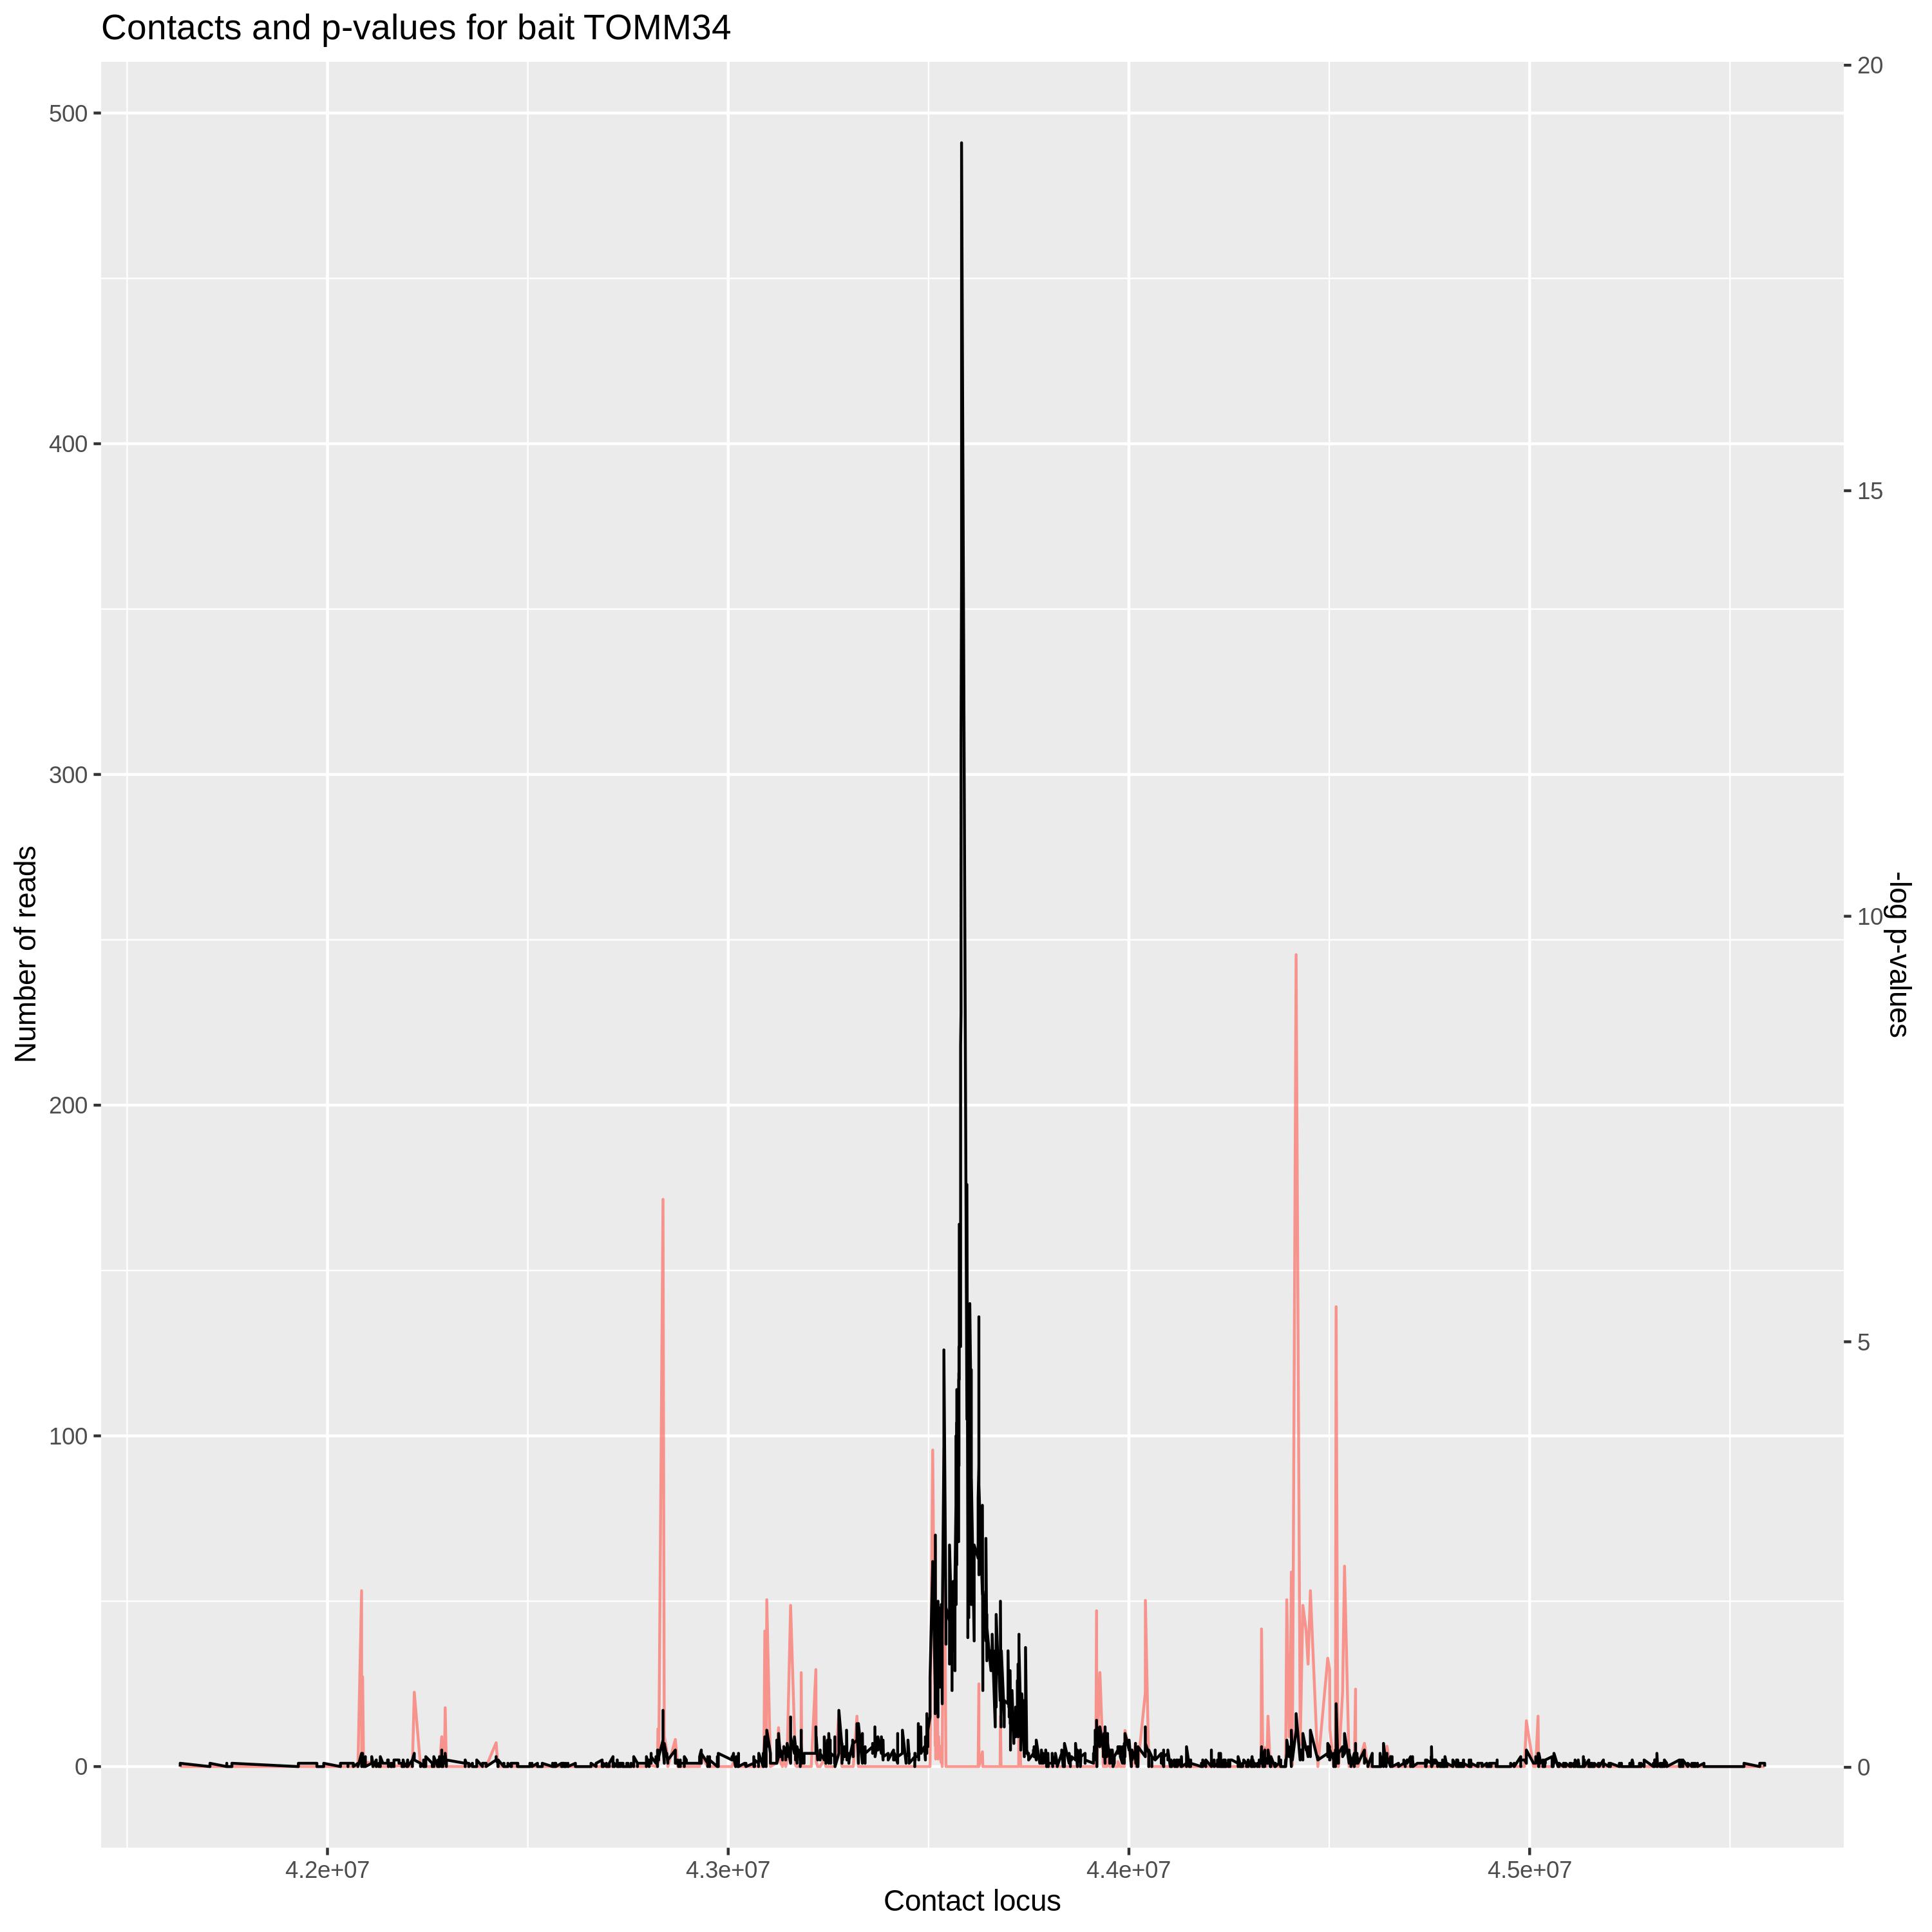 Contacts and p-values for bait TOMM34
500
400
300
200
100
0
Number of reads
20
15
10
5
0
-log p-values
4.2e+07
4.3e+07
4.4e+07
4.5e+07
Contact locus